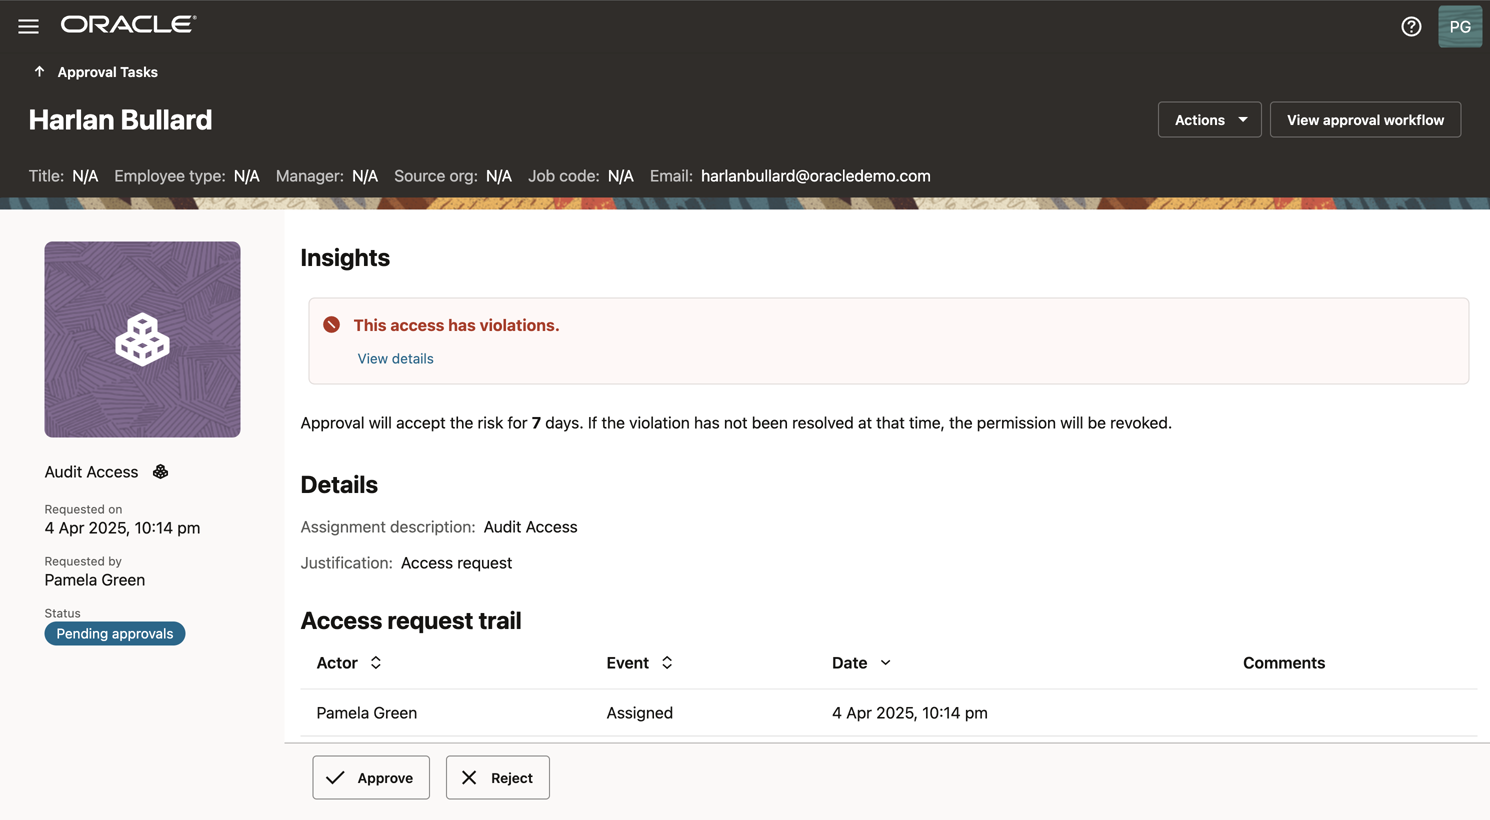 ORACLE
PG
Approval Tasks
Harlan Bullard
Actions
View approval workflow
Title: N/A Employee type: N/A Manager: N/A Source org: N/A Job code: N/A Email: harlanbullard@oracledemo.com
Insights
This access has violations.
View details
Approval will accept the risk for 7 days. If the violation has not been resolved at that time, the permission will be revoked.
Audit Access
Requested on
4 Apr 2025, 10:14 pm
Requested by
Pamela Green
Status
Pending approvals
Details
Assignment description: Audit Access
Justification: Access request
Access request trail
Actor Event Date Comments
Pamela Green Assigned 4 Apr 2025, 10:14 pm
Approve
Reject